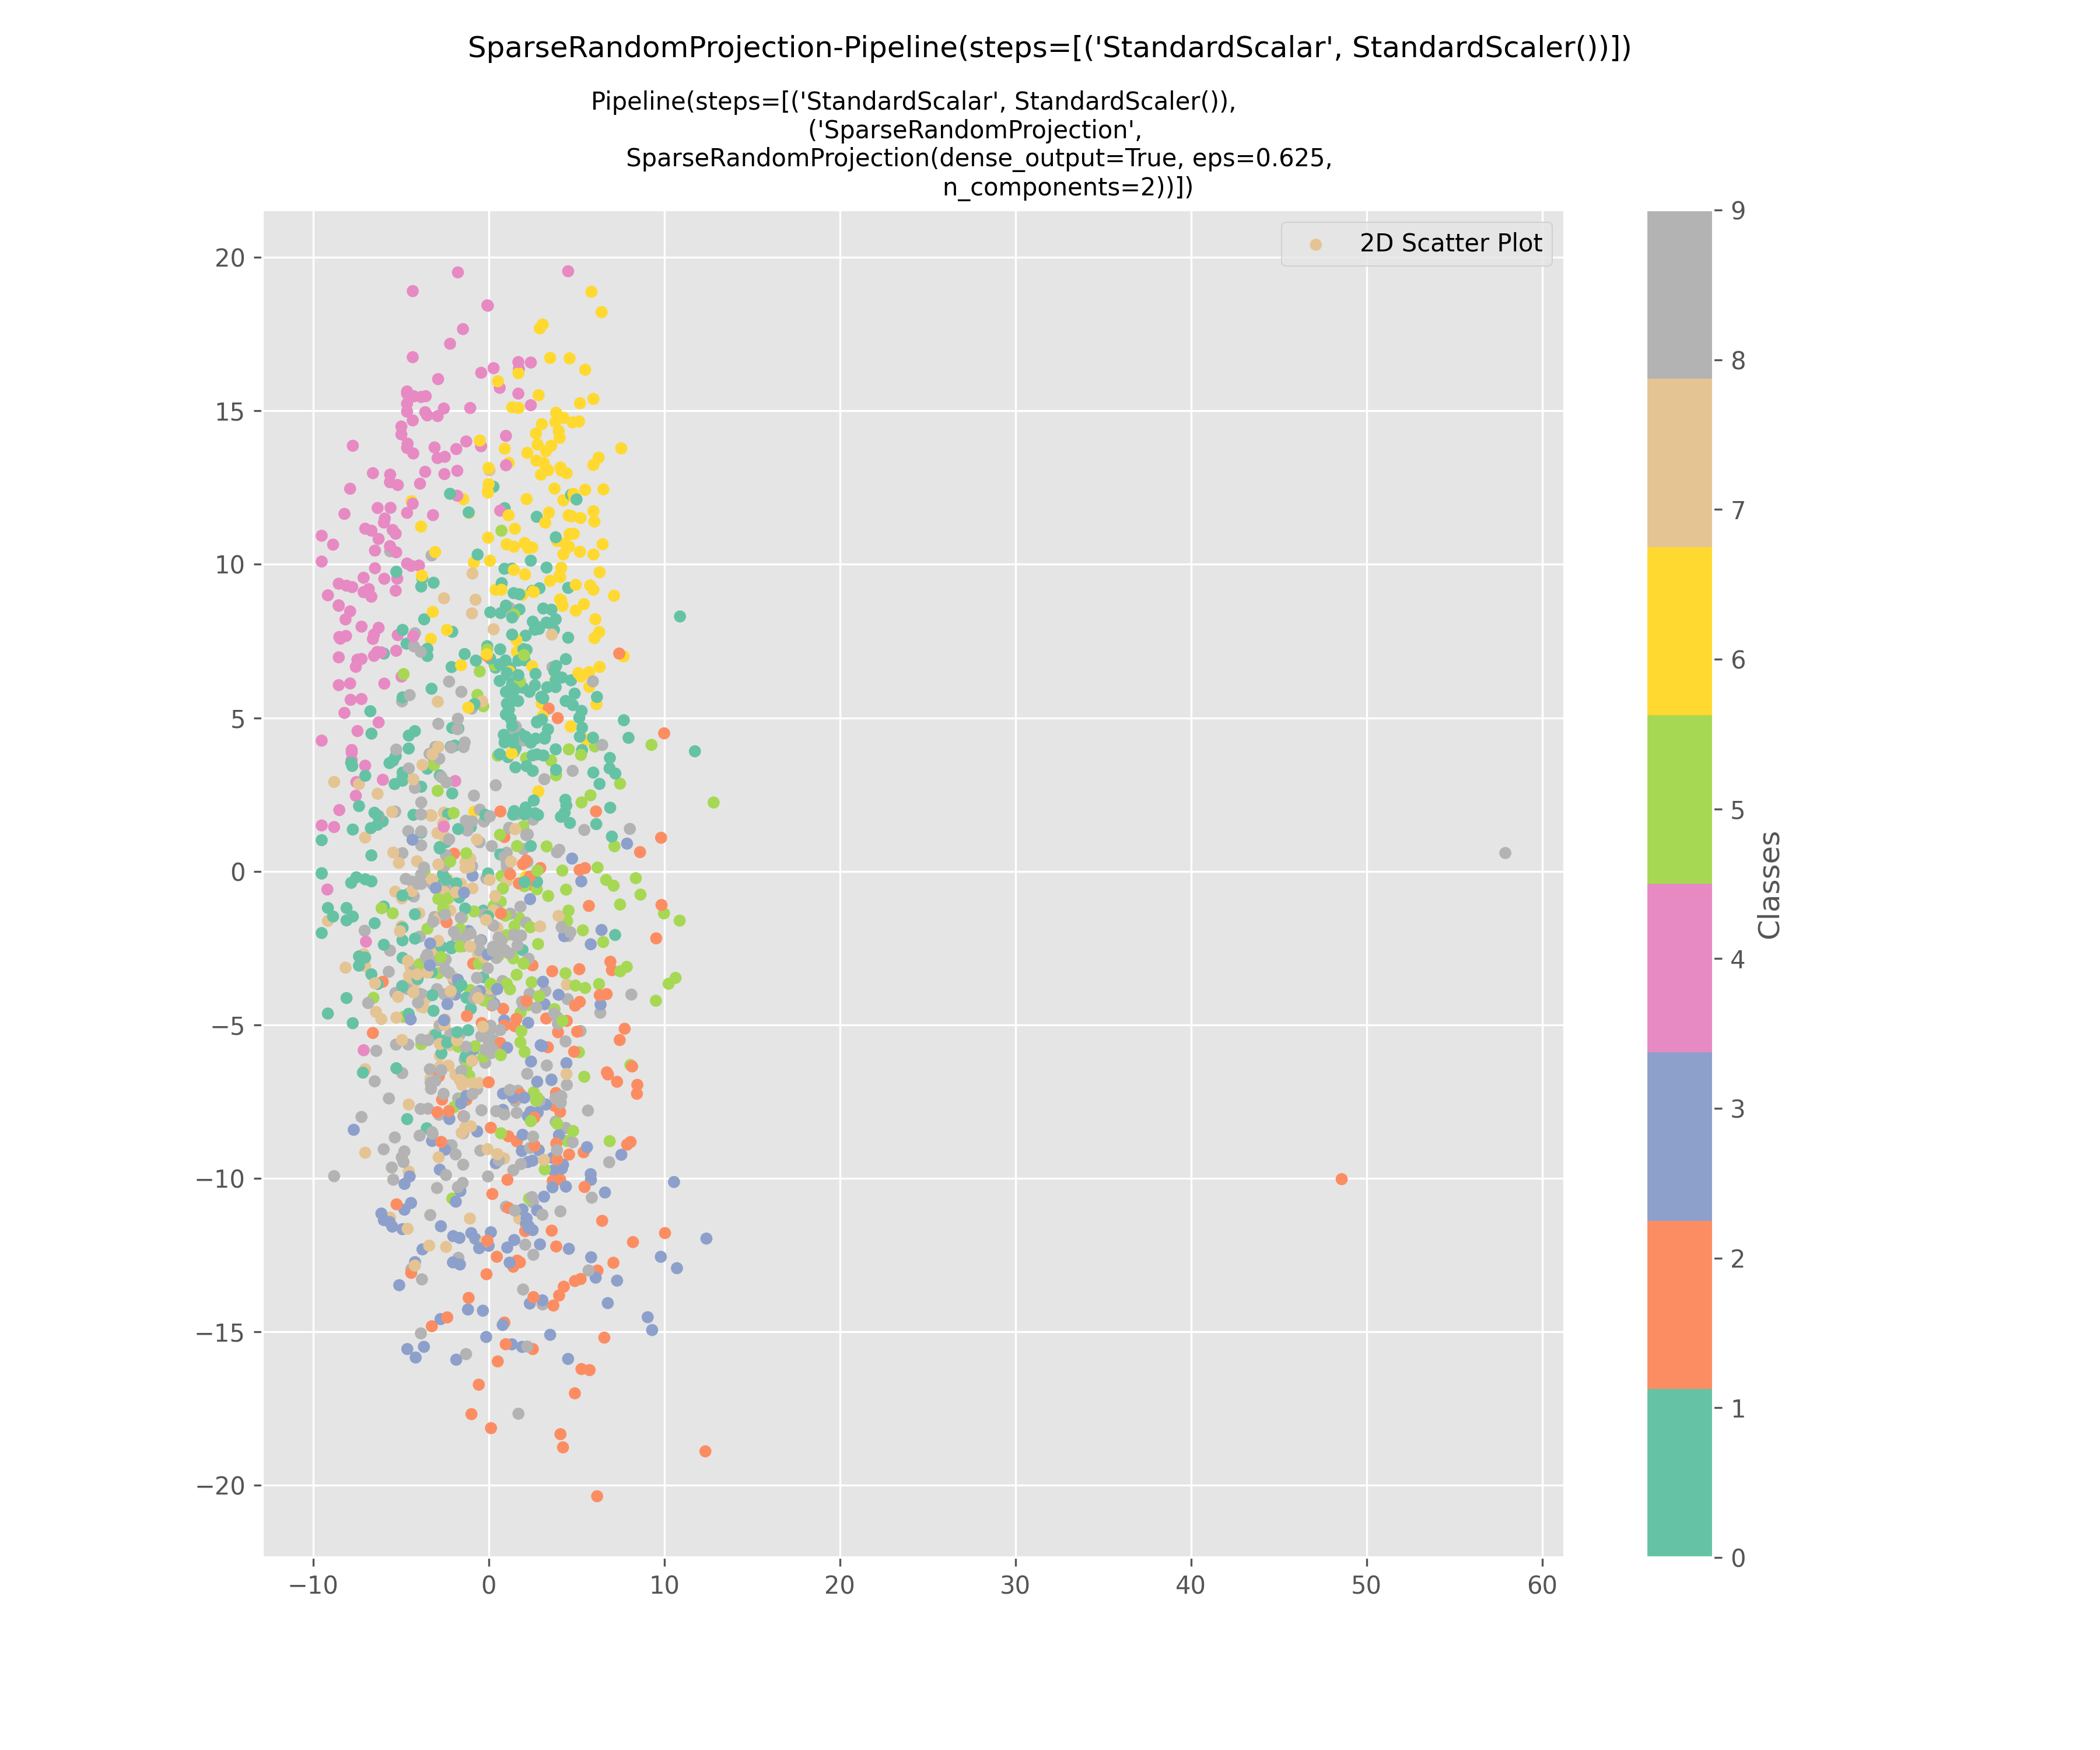 SparseRandomProjection-Pipeline(steps=[('StandardScalar', StandardScaler())])
Pipeline(steps=[('StandardScalar', StandardScaler()),
('SparseRandomProjection',
SparseRandomProjection(dense_output=True, eps=0.625,
n_components=2))])
2D Scatter Plot
20
15
10
5
0
−5
−10
−15
−20
−10 0 10 20 30 40 50 60
9
8
7
6
5
4
3
2
1
0
Classes